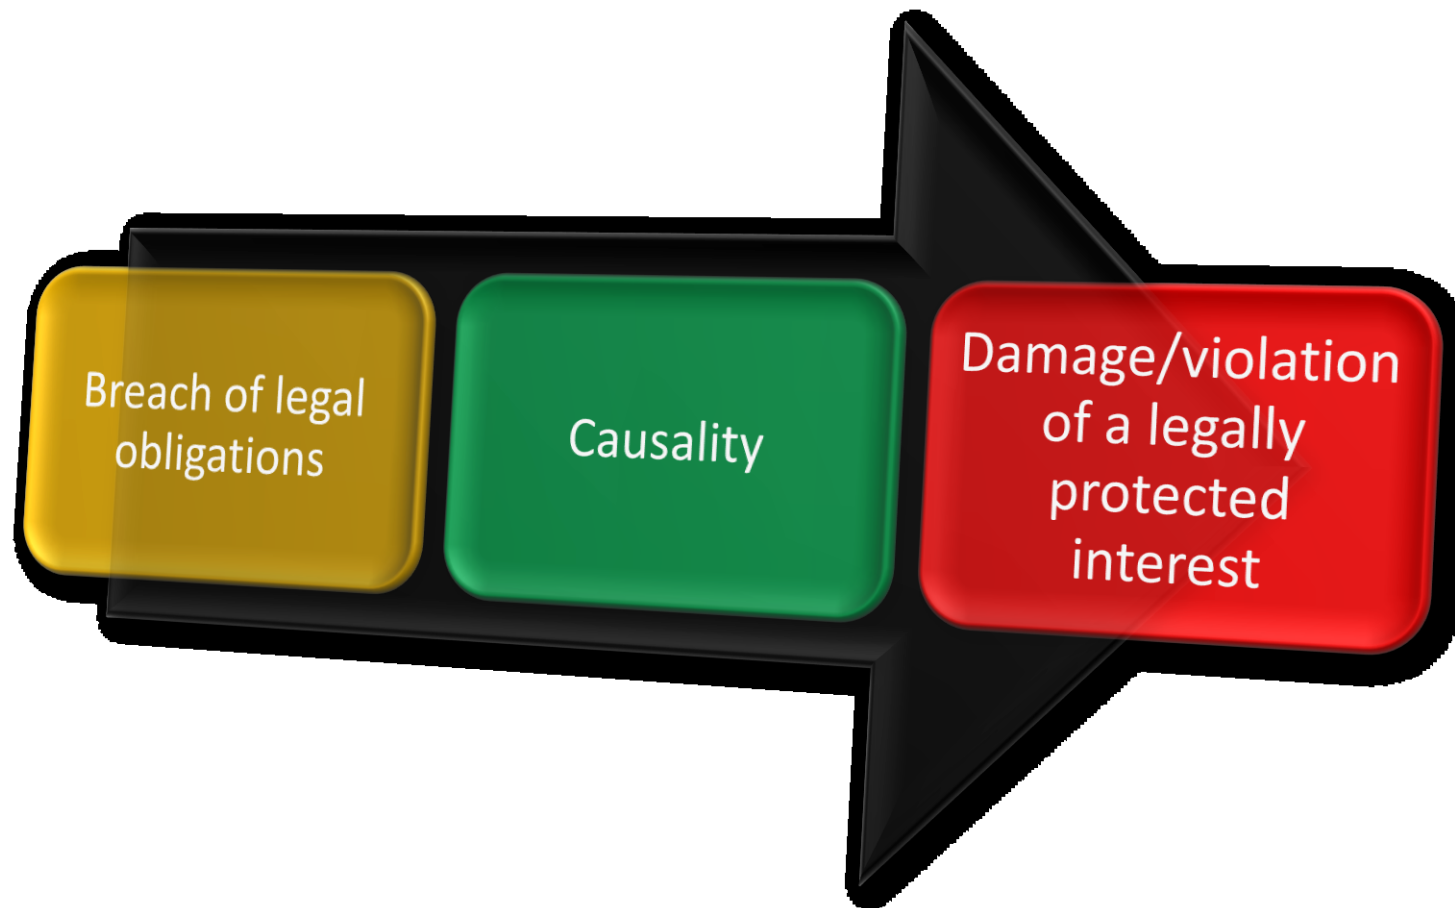 Breach of legal
obligations
Causality
Damage/violation
of a legally
protected
interest